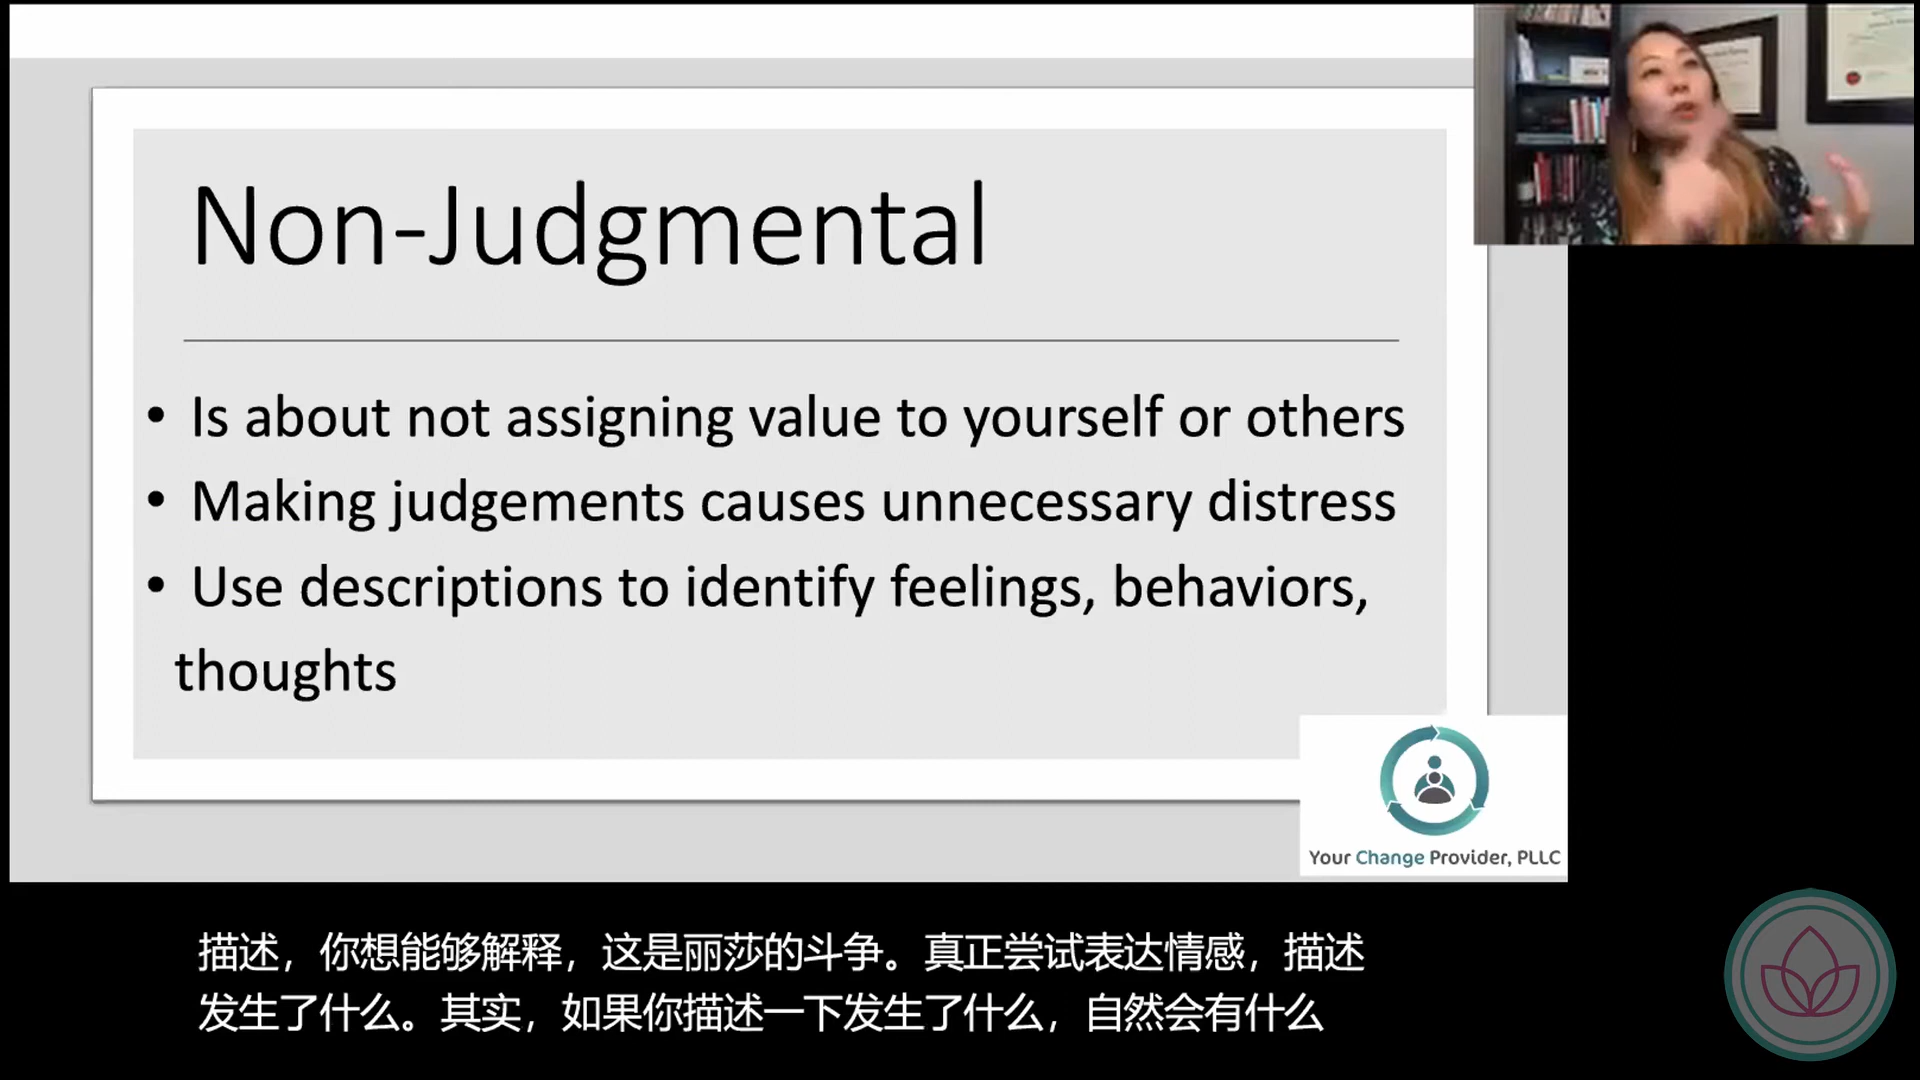 Non-Judgmental
• Is about not assigning value to yourself or others
• Making judgements causes unnecessary distress
• Use descriptions to identify feelings, behaviors,
thoughts
Your Change Provider, PLLC
描述，你想能够解释，这是丽莎的斗争。真正尝试表达情感，描述
发生了什么。其实，如果你描述一下发生了什么，自然会有什么